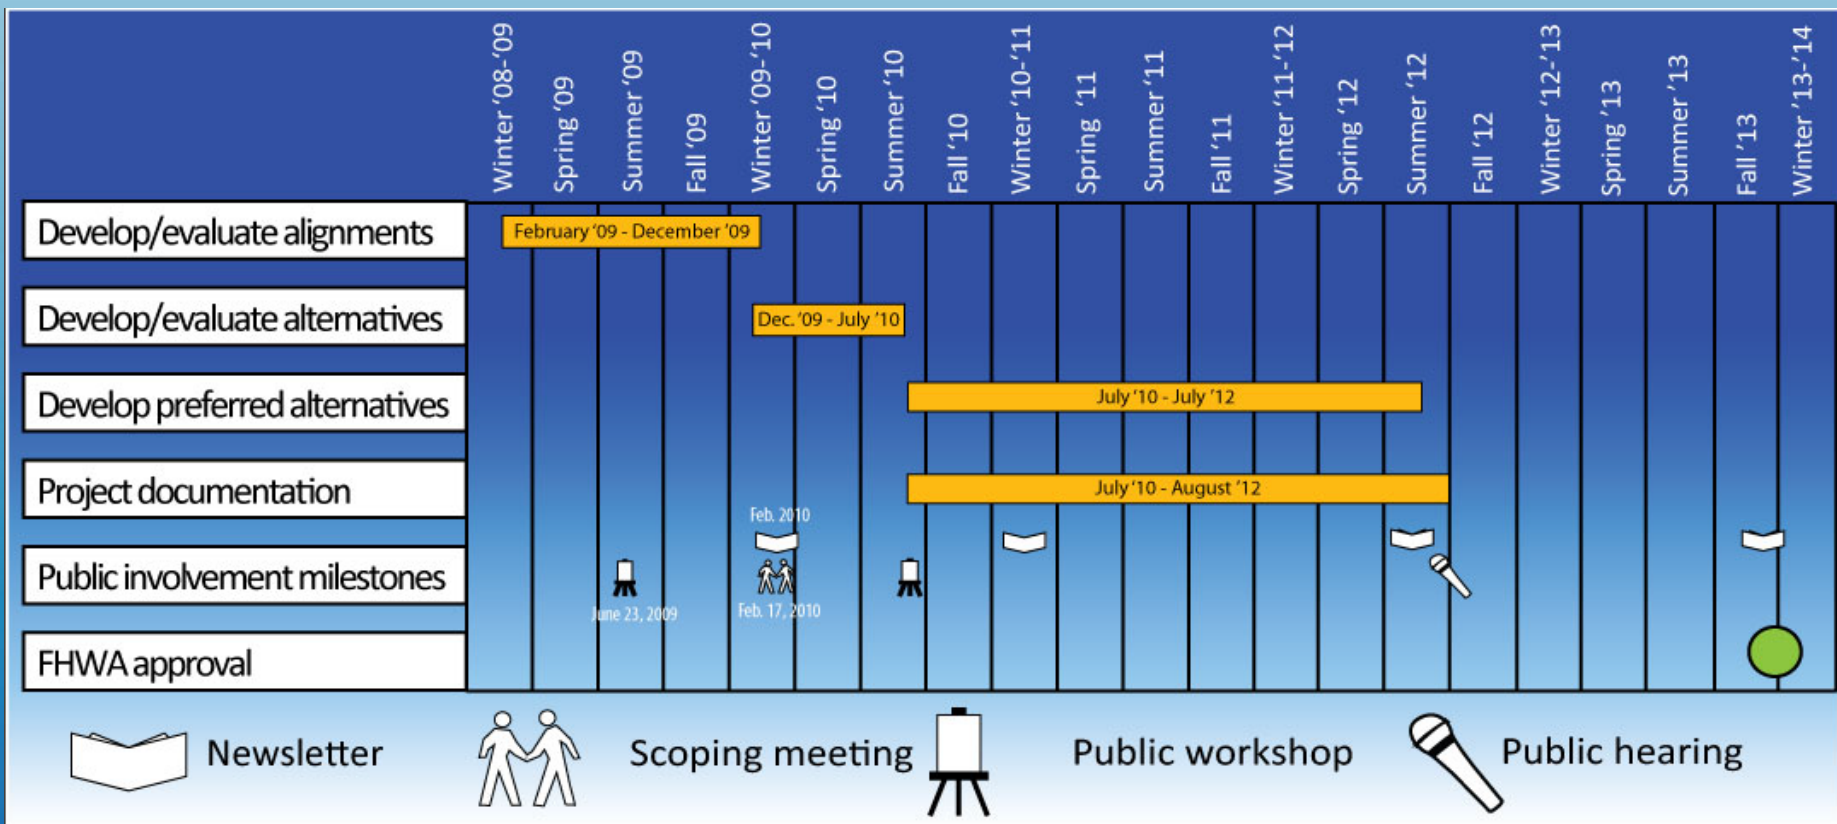 Winter ‘08-‘09
Spring ‘09
Summer ‘09
Fall ‘09
Winter ‘09-‘10
Spring ‘10
Summer ‘10
Fall ‘10
Winter ‘10-‘11
Spring ‘11
Summer ‘11
Fall ‘11
Winter ‘11-‘12
Spring ‘12
Summer ‘12
Fall ‘12
Winter ‘12-‘13
Spring ‘13
Summer ‘13
Fall ‘13
Winter ‘13-‘14
Develop/evaluate alignments
February ‘09 - December ‘09
Develop/evaluate alternatives
Dec. ‘09 - July ‘10
Develop preferred alternatives
July ‘10 - July ‘12
Project documentation
July ‘10 - August ‘12
Feb. 2010
Public involvement milestones
June 23, 2009
Feb. 17, 2010
FHWA approval
Newsletter
Scoping meeting
Public workshop
Public hearing